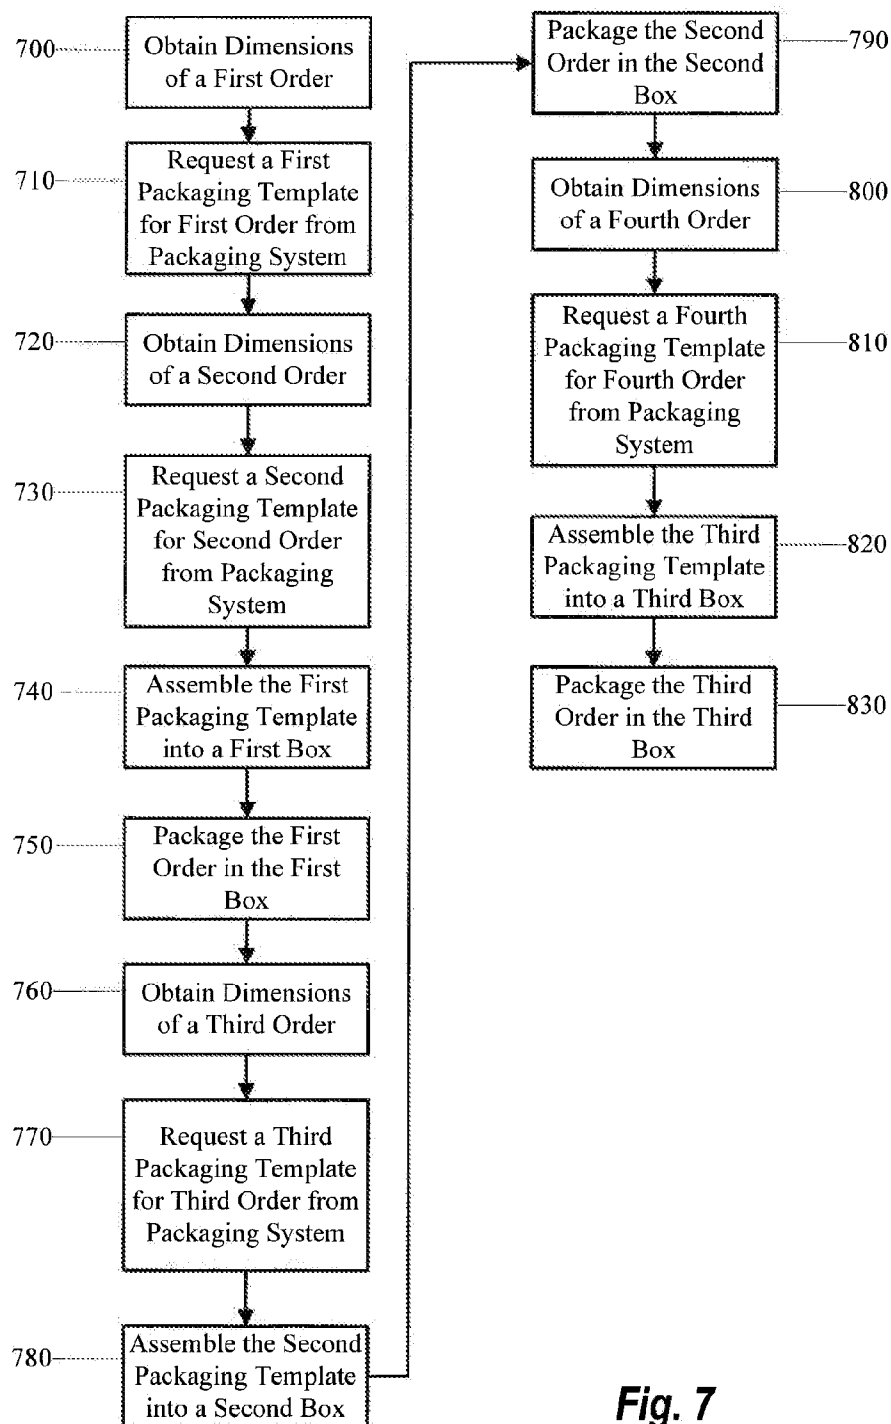 700
Obtain Dimensions
of a First Order
710
Request a First
Packaging Template
for First Order from
Packaging System
720
Obtain Dimensions
of a Second Order
730
Request a Second
Packaging Template
for Second Order
from Packaging
System
740
Assemble the First
Packaging Template
into a First Box
750
Package the First
Order in the First
Box
760
Obtain Dimensions
of a Third Order
770
Request a Third
Packaging Template
for Third Order from
Packaging System
780
Assemble the Second
Packaging Template
into a Second Box
Package the Second
Order in the Second
Box
790
Obtain Dimensions
of a Fourth Order
800
Request a Fourth
Packaging Template
for Fourth Order
from Packaging
System
810
Assemble the Third
Packaging Template
into a Third Box
820
Package the Third
Order in the Third
Box
830
Fig. 7